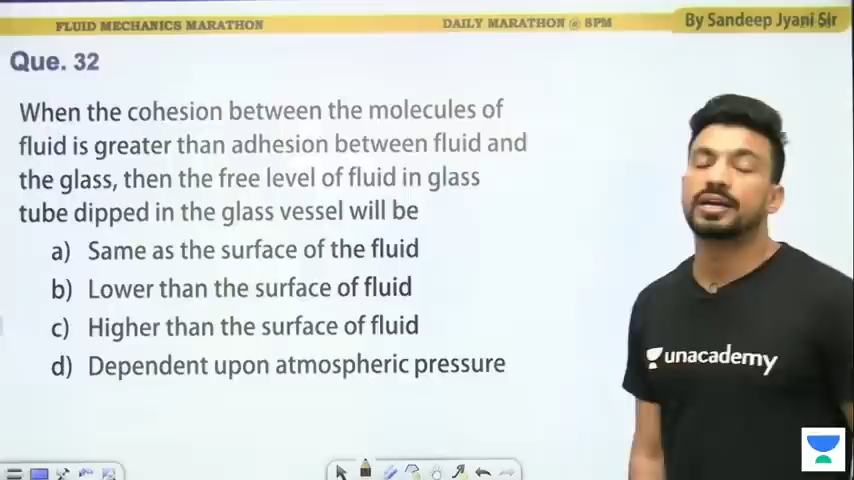 FLUID MECHANICS MARATHON
DAILY MARATHON @ 8PM
By Sandeep Jyani Sir
Que. 32
When the cohesion between the molecules of
fluid is greater than adhesion between fluid and
the glass, then the free level of fluid in glass
tube dipped in the glass vessel will be
a) Same as the surface of the fluid
b) Lower than the surface of fluid
c) Higher than the surface of fluid
d) Dependent upon atmospheric pressure
unacademy